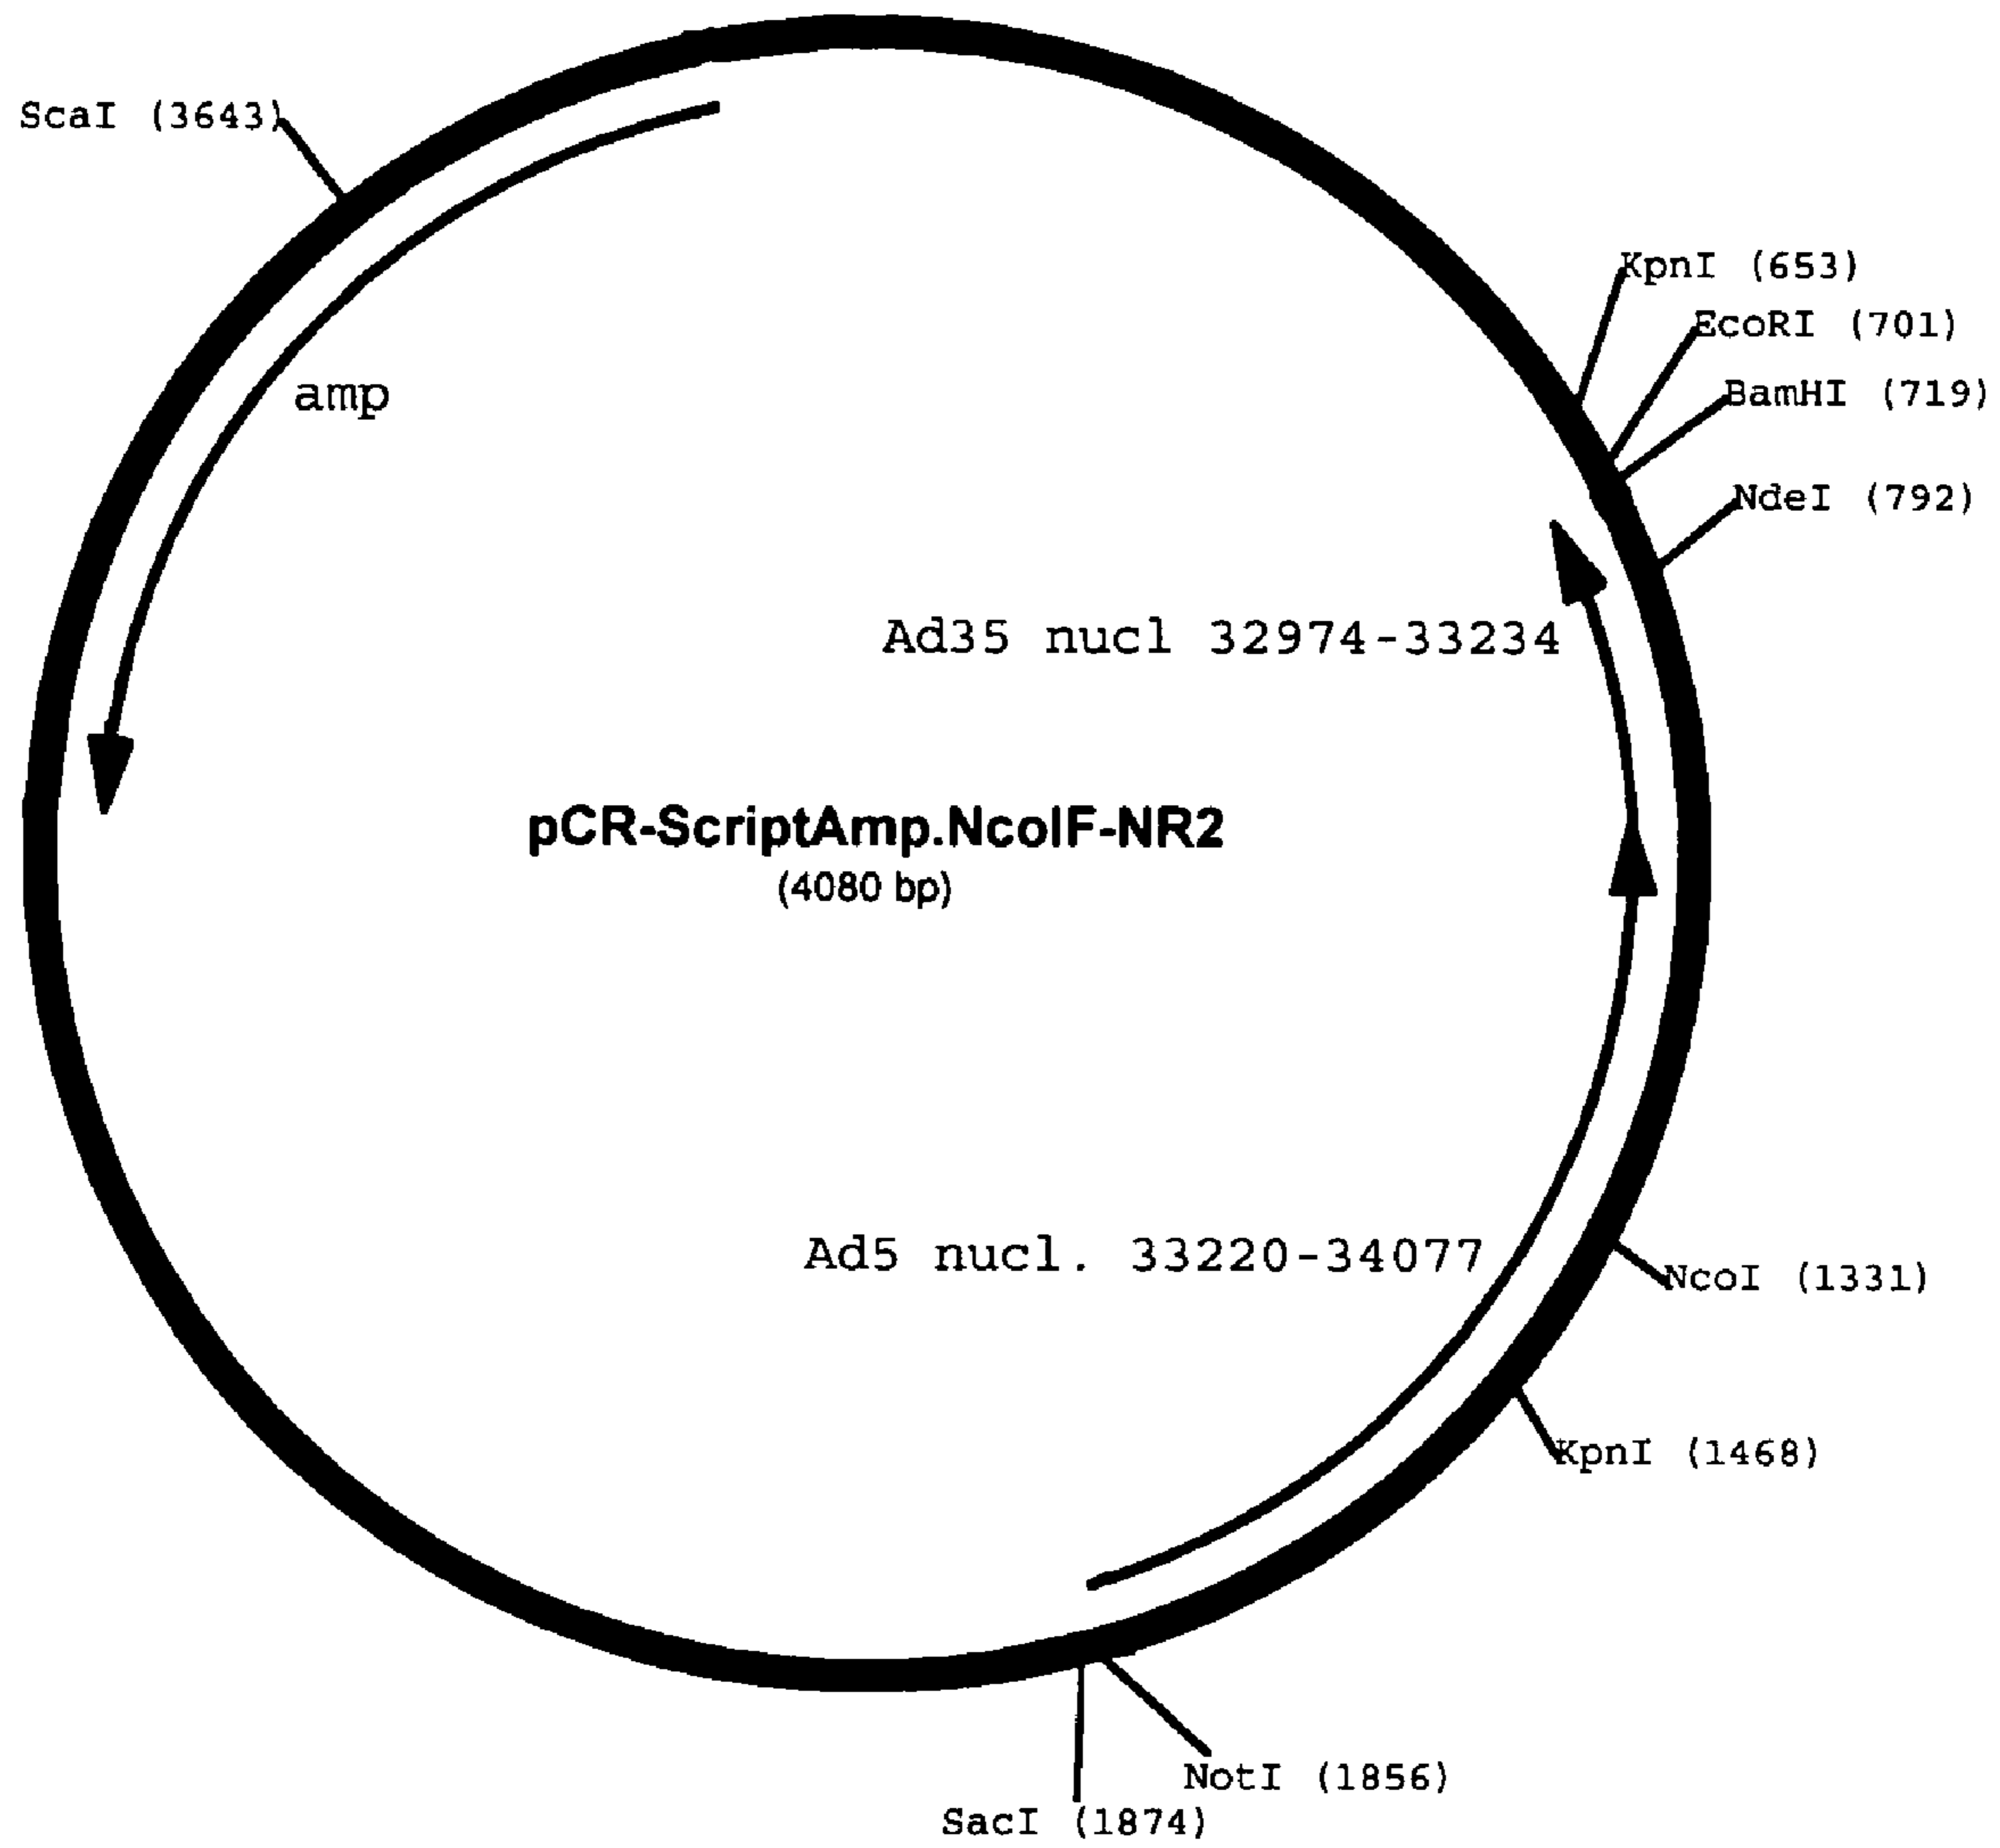 ScaI (3643)
KpnI (653)
EcoRI (701)
BamHI (719)
amp
NdeI (792)
Ad35 nucl 32974-33234
pCR-ScriptAmp.NcoIF-NR2
(4080 bp)
Ad5 nucl. 33220-34077
NcoI (1331)
KpnI (1468)
NotI (1856)
SacI (1874)